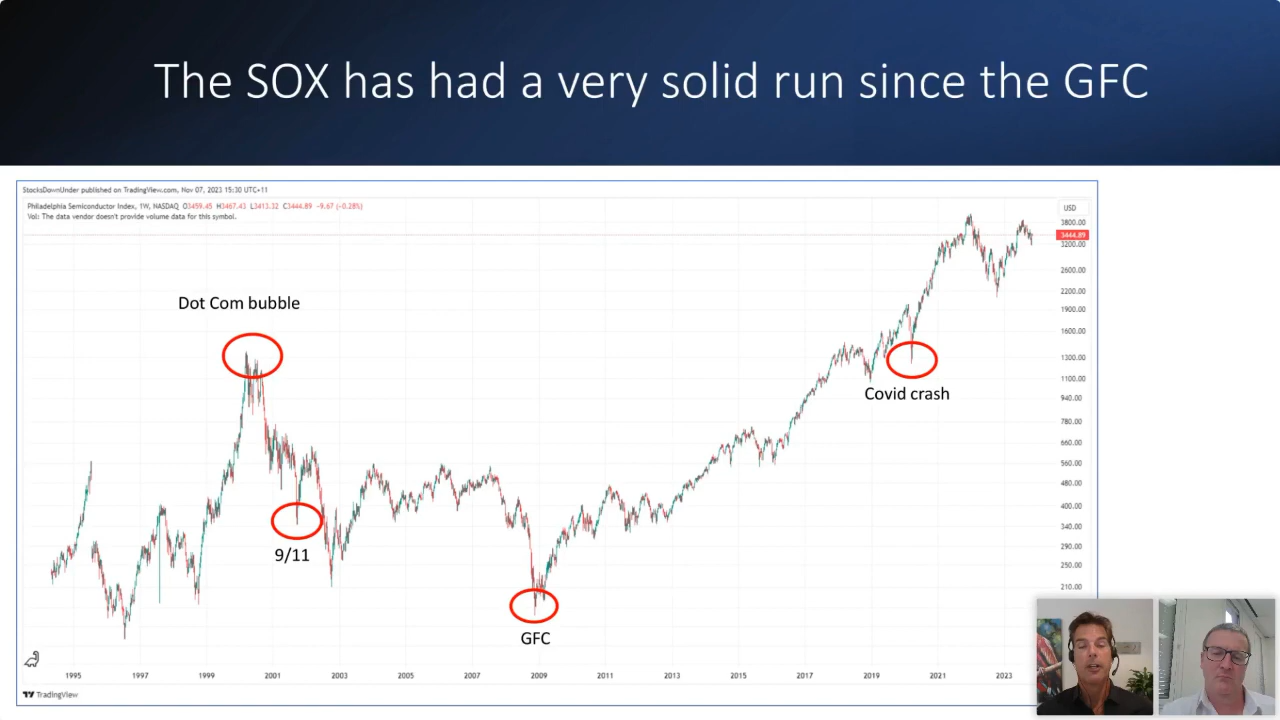 The SOX has had a very solid run since the GFC
StocksDownUnder published on TradingView.com, Nov 07, 2023 15:30 UTC+11
Philadelphia Semiconductor Index, 1W, NASDAQ O3459.45 H3467.43 L3413.32 C3444.89 -9.67 (-0.28%)
Vol: The data vendor doesn't provide volume data for this symbol.
USD
3800.00
3444.89
3200.00
2600.00
2200.00
1900.00
1600.00
1300.00
1100.00
940.00
780.00
660.00
560.00
480.00
400.00
340.00
290.00
250.00
210.00
Dot Com bubble
Covid crash
9/11
GFC
1995 1997 1999 2001 2003 2005 2007 2009 2011 2013 2015 2017 2019 2021 2023
TradingView